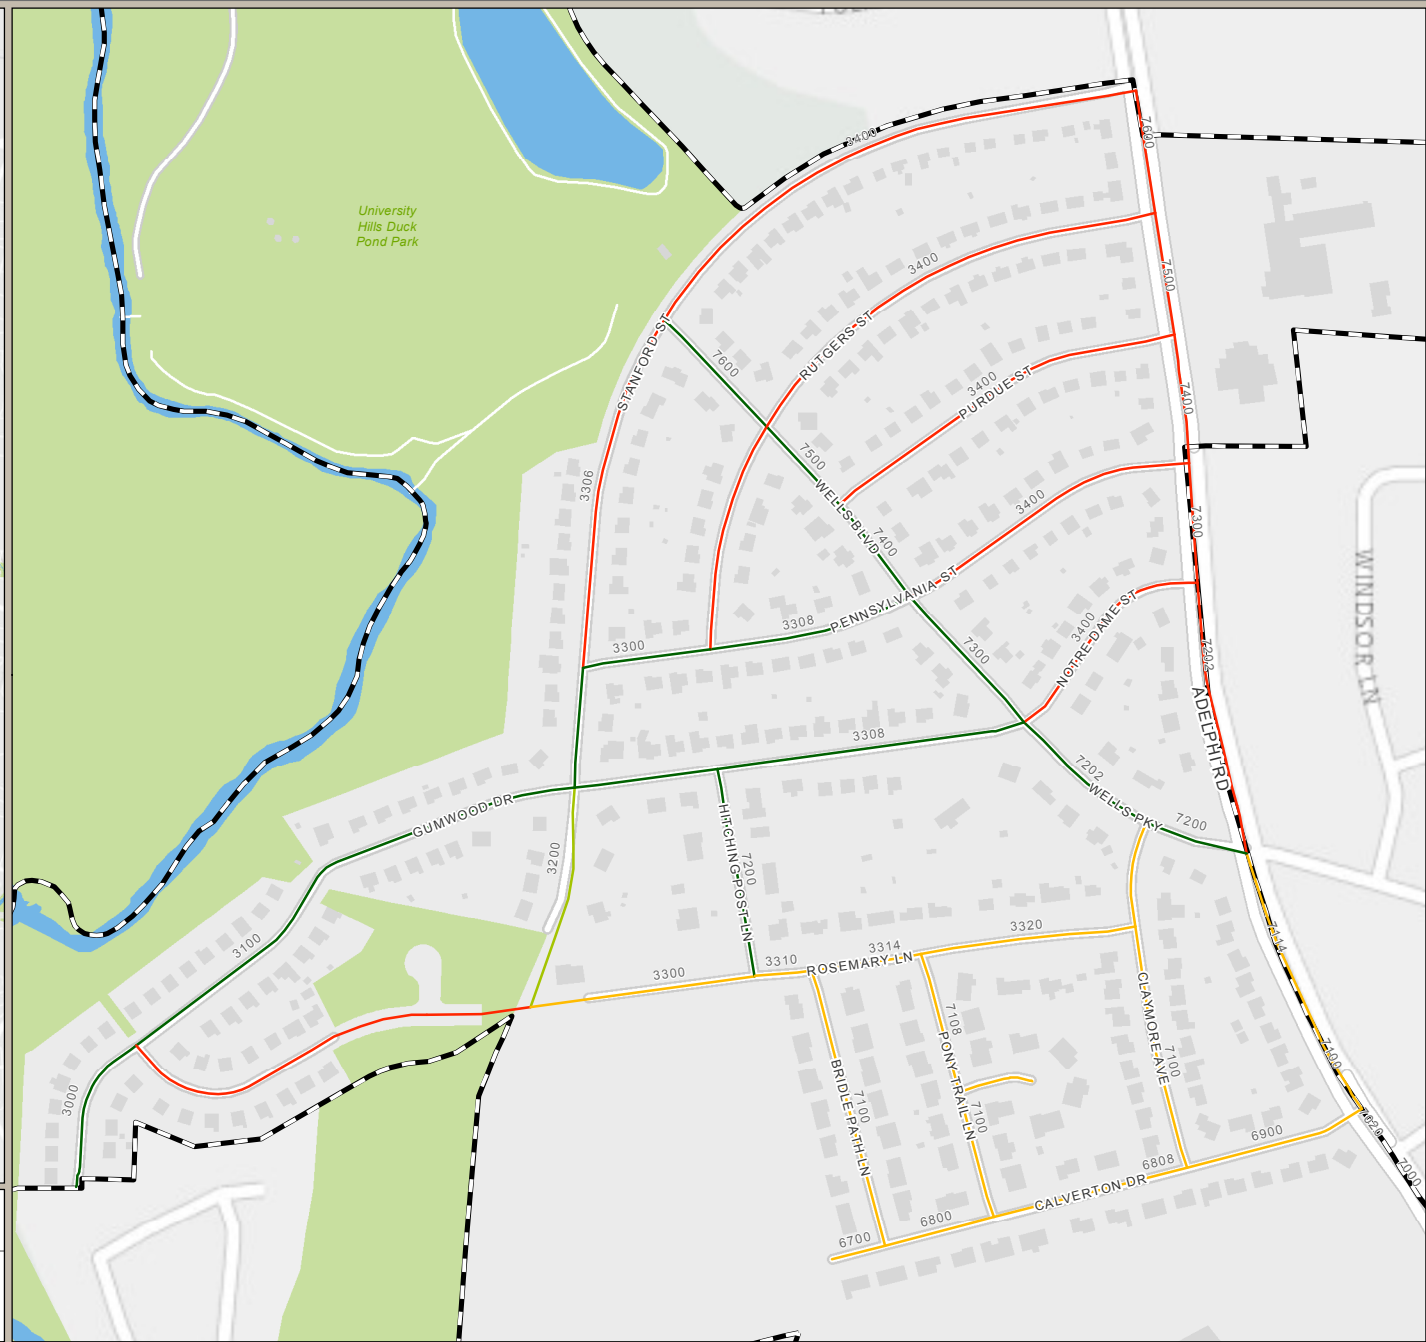 3400
7600
University
Hills Duck
Pond Park
3400
7500
RUTGERS ST
STANFORD ST
7600
3400
PURDUE ST
7400
7500
3306
WELLS BLVD
3400
7300
7400
WINDSOR LN
PENNSYLVANIA ST
3308
3300
7300
3400
NOTRE DAME ST
7202
ADELPHI RD
3308
7202
WELLS PKY
7200
GUMWOOD DR
HITCHING POST LN
7200
3200
3100
3320
3314
ROSEMARY LN
3310
3300
7114
7108
CLAYMORE AVE
7100
PONY TRAIL LN
7100
BRIDLE PATH LN
7100
7100
3000
7020
6900
6808
7000
CALVERTON DR
6800
6700